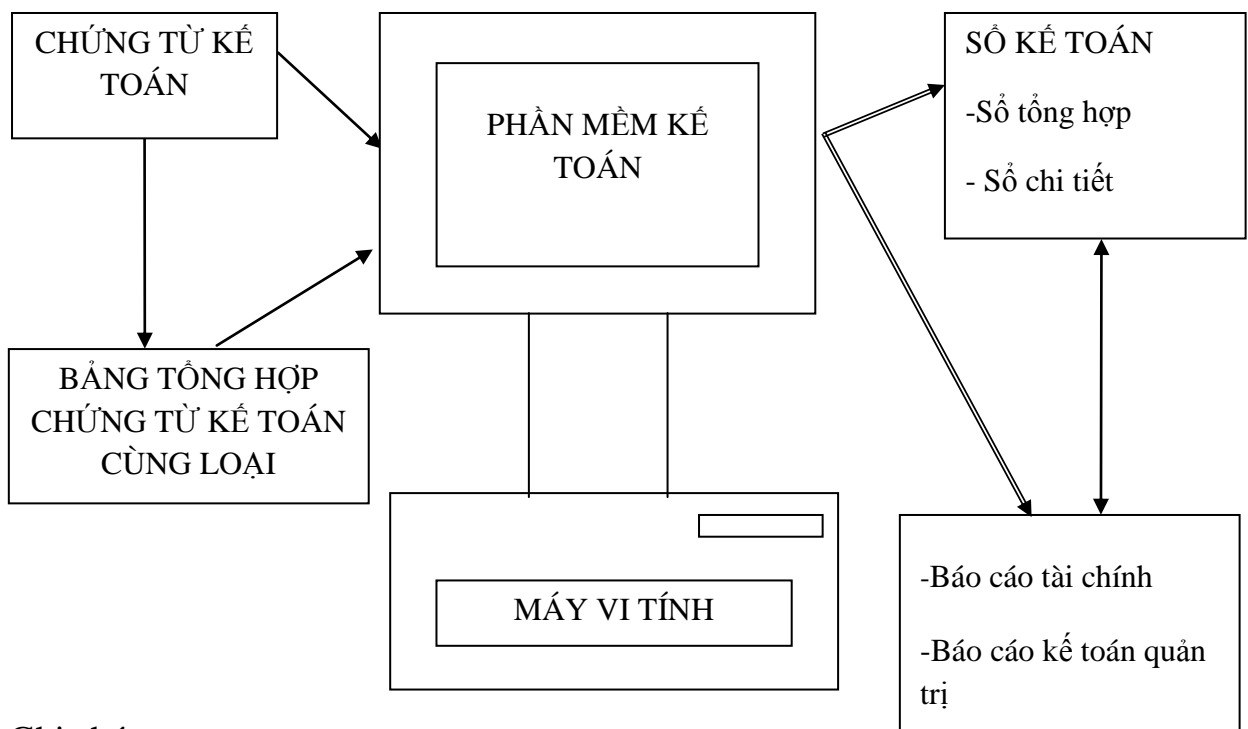 CHỨNG TỪ KẾ
TOÁN
PHẦN MỀM KẾ
TOÁN
SỔ KẾ TOÁN
-Sổ tổng hợp
- Sổ chi tiết
BẢNG TỔNG HỢP
CHỨNG TỪ KẾ TOÁN
CÙNG LOẠI
MÁY VI TÍNH
-Báo cáo tài chính
-Báo cáo kế toán quản
trị